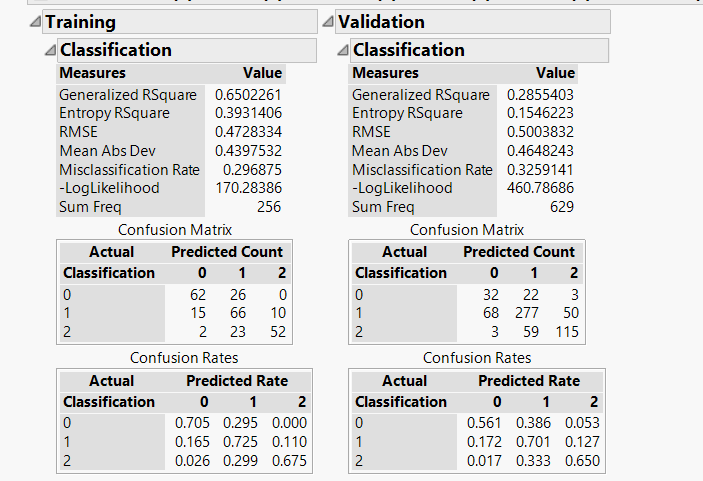 Training
Classification
Measures Value
Generalized RSquare 0.6502261
Entropy RSquare 0.3931406
RMSE 0.4728334
Mean Abs Dev 0.4397532
Misclassification Rate 0.296875
-LogLikelihood 170.28386
Sum Freq 256
Confusion Matrix
Actual Predicted Count
Classification 0 1 2
0 62 26 0
1 15 66 10
2 2 23 52
Confusion Rates
Actual Predicted Rate
Classification 0 1 2
0 0.705 0.295 0.000
1 0.165 0.725 0.110
2 0.026 0.299 0.675
Validation
Classification
Measures Value
Generalized RSquare 0.2855403
Entropy RSquare 0.1546223
RMSE 0.5003832
Mean Abs Dev 0.4648243
Misclassification Rate 0.3259141
-LogLikelihood 460.78686
Sum Freq 629
Confusion Matrix
Actual Predicted Count
Classification 0 1 2
0 32 22 3
1 68 277 50
2 3 59 115
Confusion Rates
Actual Predicted Rate
Classification 0 1 2
0 0.561 0.386 0.053
1 0.172 0.701 0.127
2 0.017 0.333 0.650